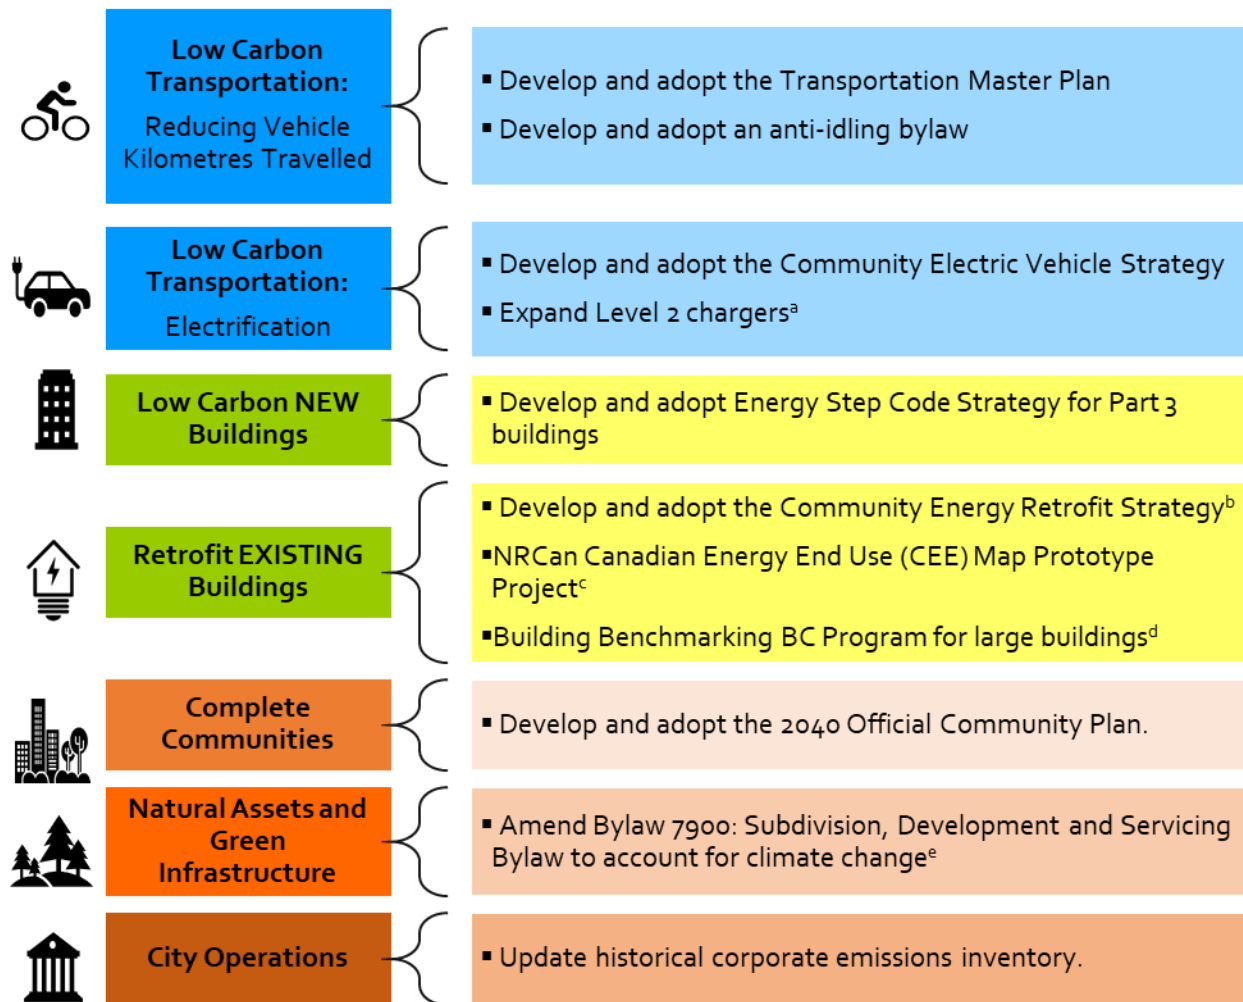 Low Carbon
Transportation:
Reducing Vehicle
Kilometres Travelled
▪ Develop and adopt the Transportation Master Plan
▪ Develop and adopt an anti-idling bylaw
Low Carbon
Transportation:
Electrification
▪ Develop and adopt the Community Electric Vehicle Strategy
▪ Expand Level 2 chargersᵃ
Low Carbon NEW
Buildings
▪ Develop and adopt Energy Step Code Strategy for Part 3
buildings
Retrofit EXISTING
Buildings
▪ Develop and adopt the Community Energy Retrofit Strategyᵇ
▪NRCan Canadian Energy End Use (CEE) Map Prototype
Projectᶜ
▪Building Benchmarking BC Program for large buildingsᵈ
Complete
Communities
▪ Develop and adopt the 2040 Official Community Plan.
Natural Assets and
Green
Infrastructure
▪ Amend Bylaw 7900: Subdivision, Development and Servicing
Bylaw to account for climate changeᵉ
City Operations
▪ Update historical corporate emissions inventory.